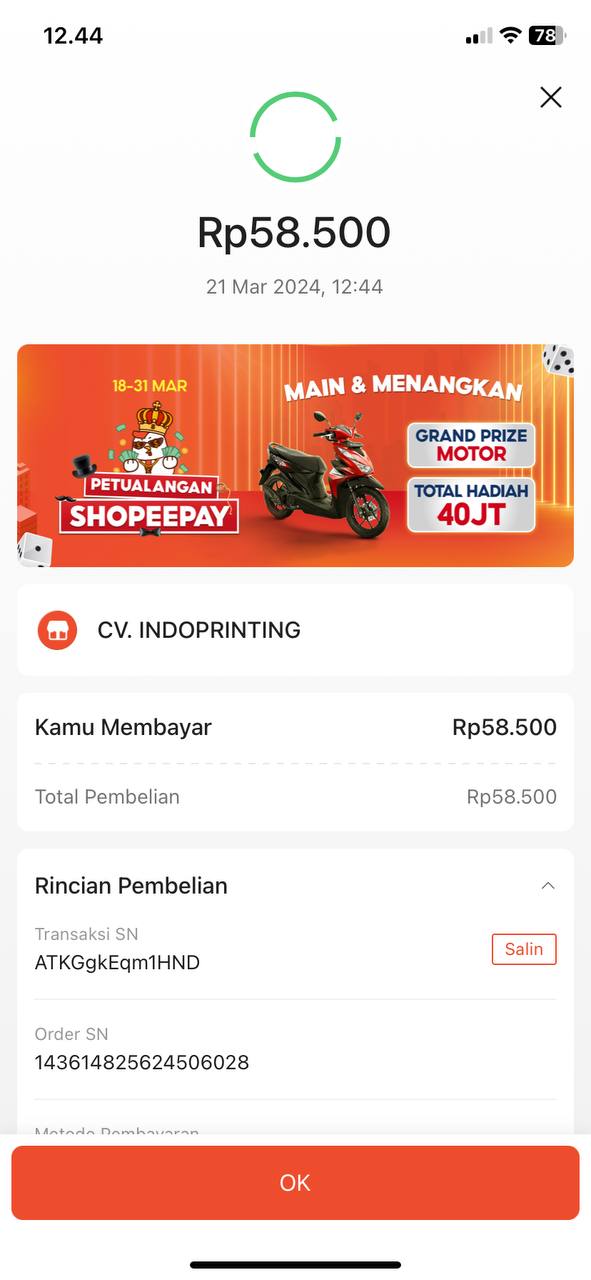 12.44
78
Rp58.500
21 Mar 2024, 12:44
18-31 MAR
PETUALANGAN
SHOPEEPAY
MAIN & MENANGKAN
GRAND PRIZE
MOTOR
TOTAL HADIAH
40JT
CV. INDOPRINTING
Kamu Membayar Rp58.500
Total Pembelian Rp58.500
Rincian Pembelian
Transaksi SN
ATKGgkEqm1HND
Salin
Order SN
143614825624506028
Metode Pembayaran
OK